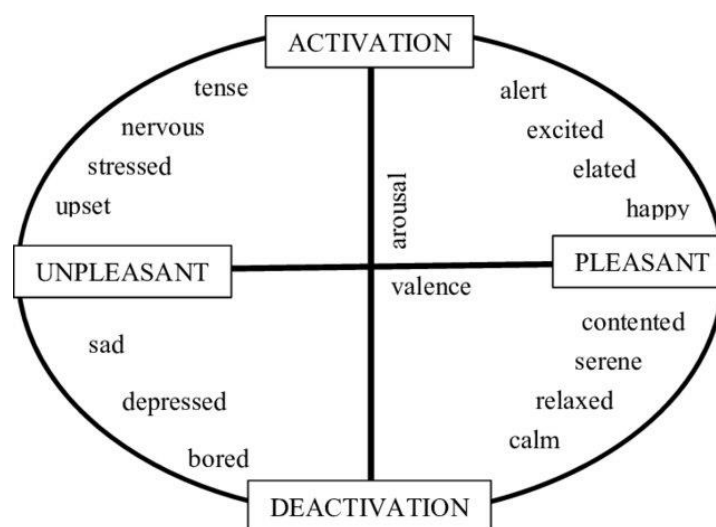 ACTIVATION
tense
alert
nervous
excited
stressed
elated
upset
happy
arousal
UNPLEASANT
PLEASANT
valence
sad
contented
serene
depressed
relaxed
bored
calm
DEACTIVATION